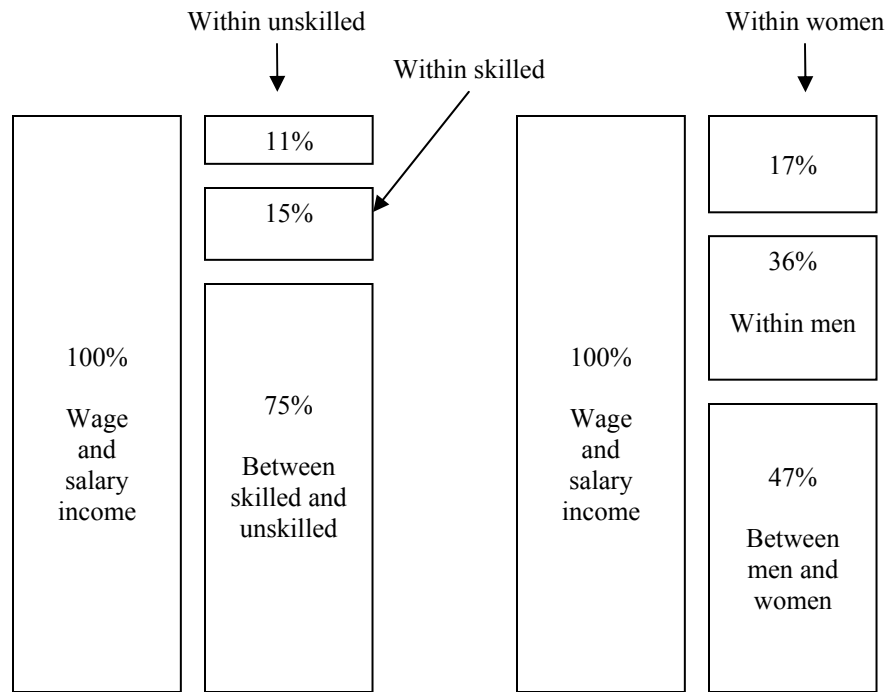 Within unskilled
Within women
Within skilled
11%
15%
100%
Wage
and
salary
income
75%
Between
skilled and
unskilled
17%
36%
Within men
100%
Wage
and
salary
income
47%
Between
men and
women